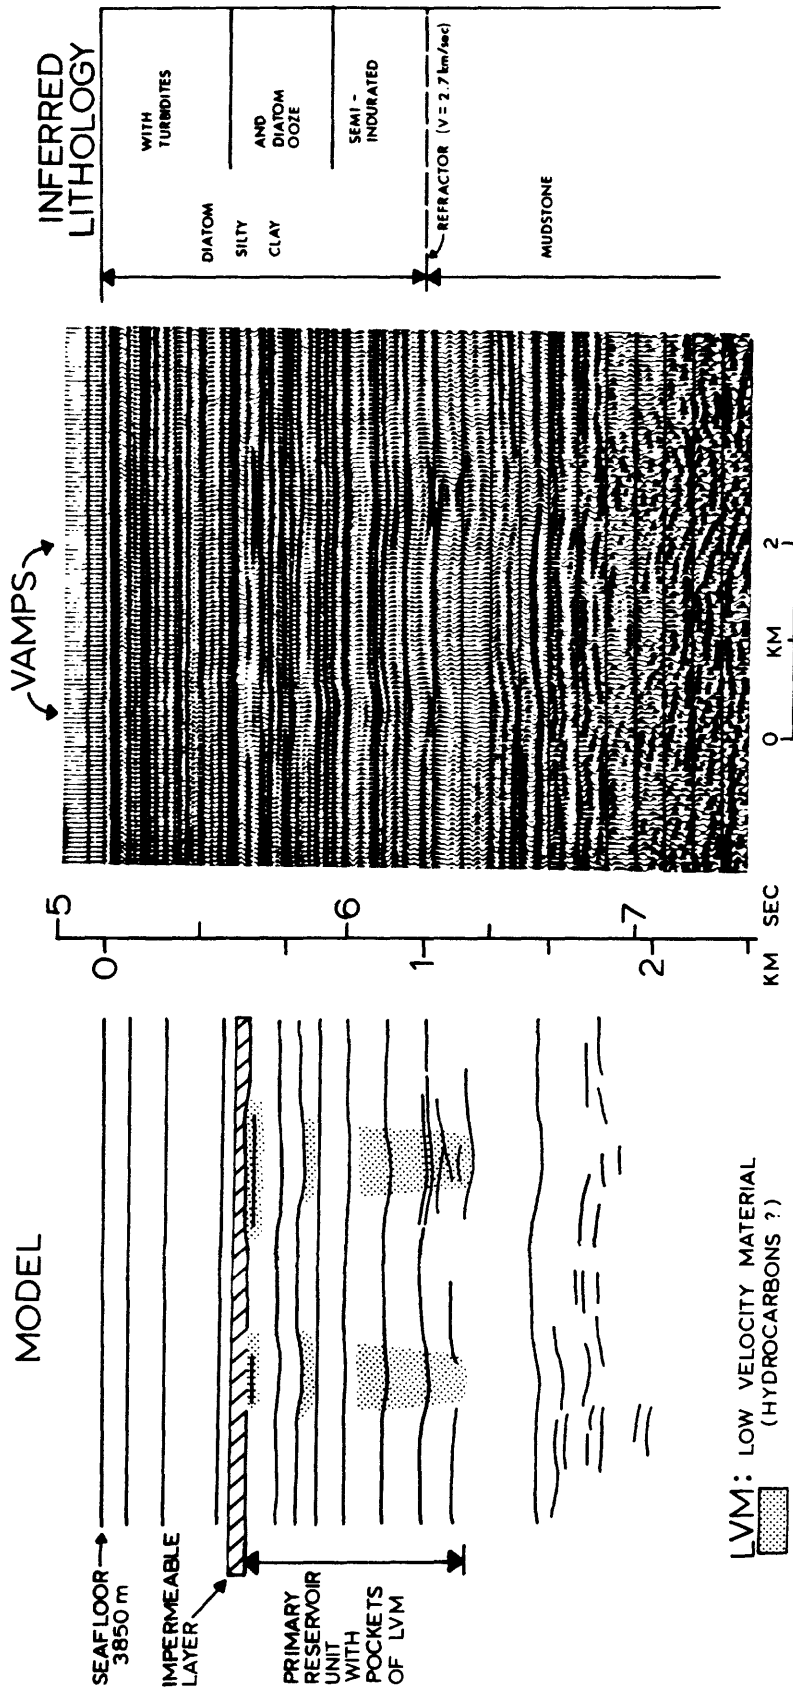 MODEL
SEAFLOOR
3850 m
IMPERMEABLE
LAYER
PRIMARY
RESERVOIR
UNIT
WITH
POCKETS
OF LVM
LVM: LOW VELOCITY MATERIAL
(HYDROCARBONS ?)
5
6
7
SEC
0
1
2
KM
VAMPS
0
KM
2
INFERRED
LITHOLOGY
DIATOM
SILTY
CLAY
WITH
TURBIDITES
AND
DIATOM
OOZE
SEMI-
INDURATED
REFRACTOR (V = 2.7 km/sec)
MUDSTONE